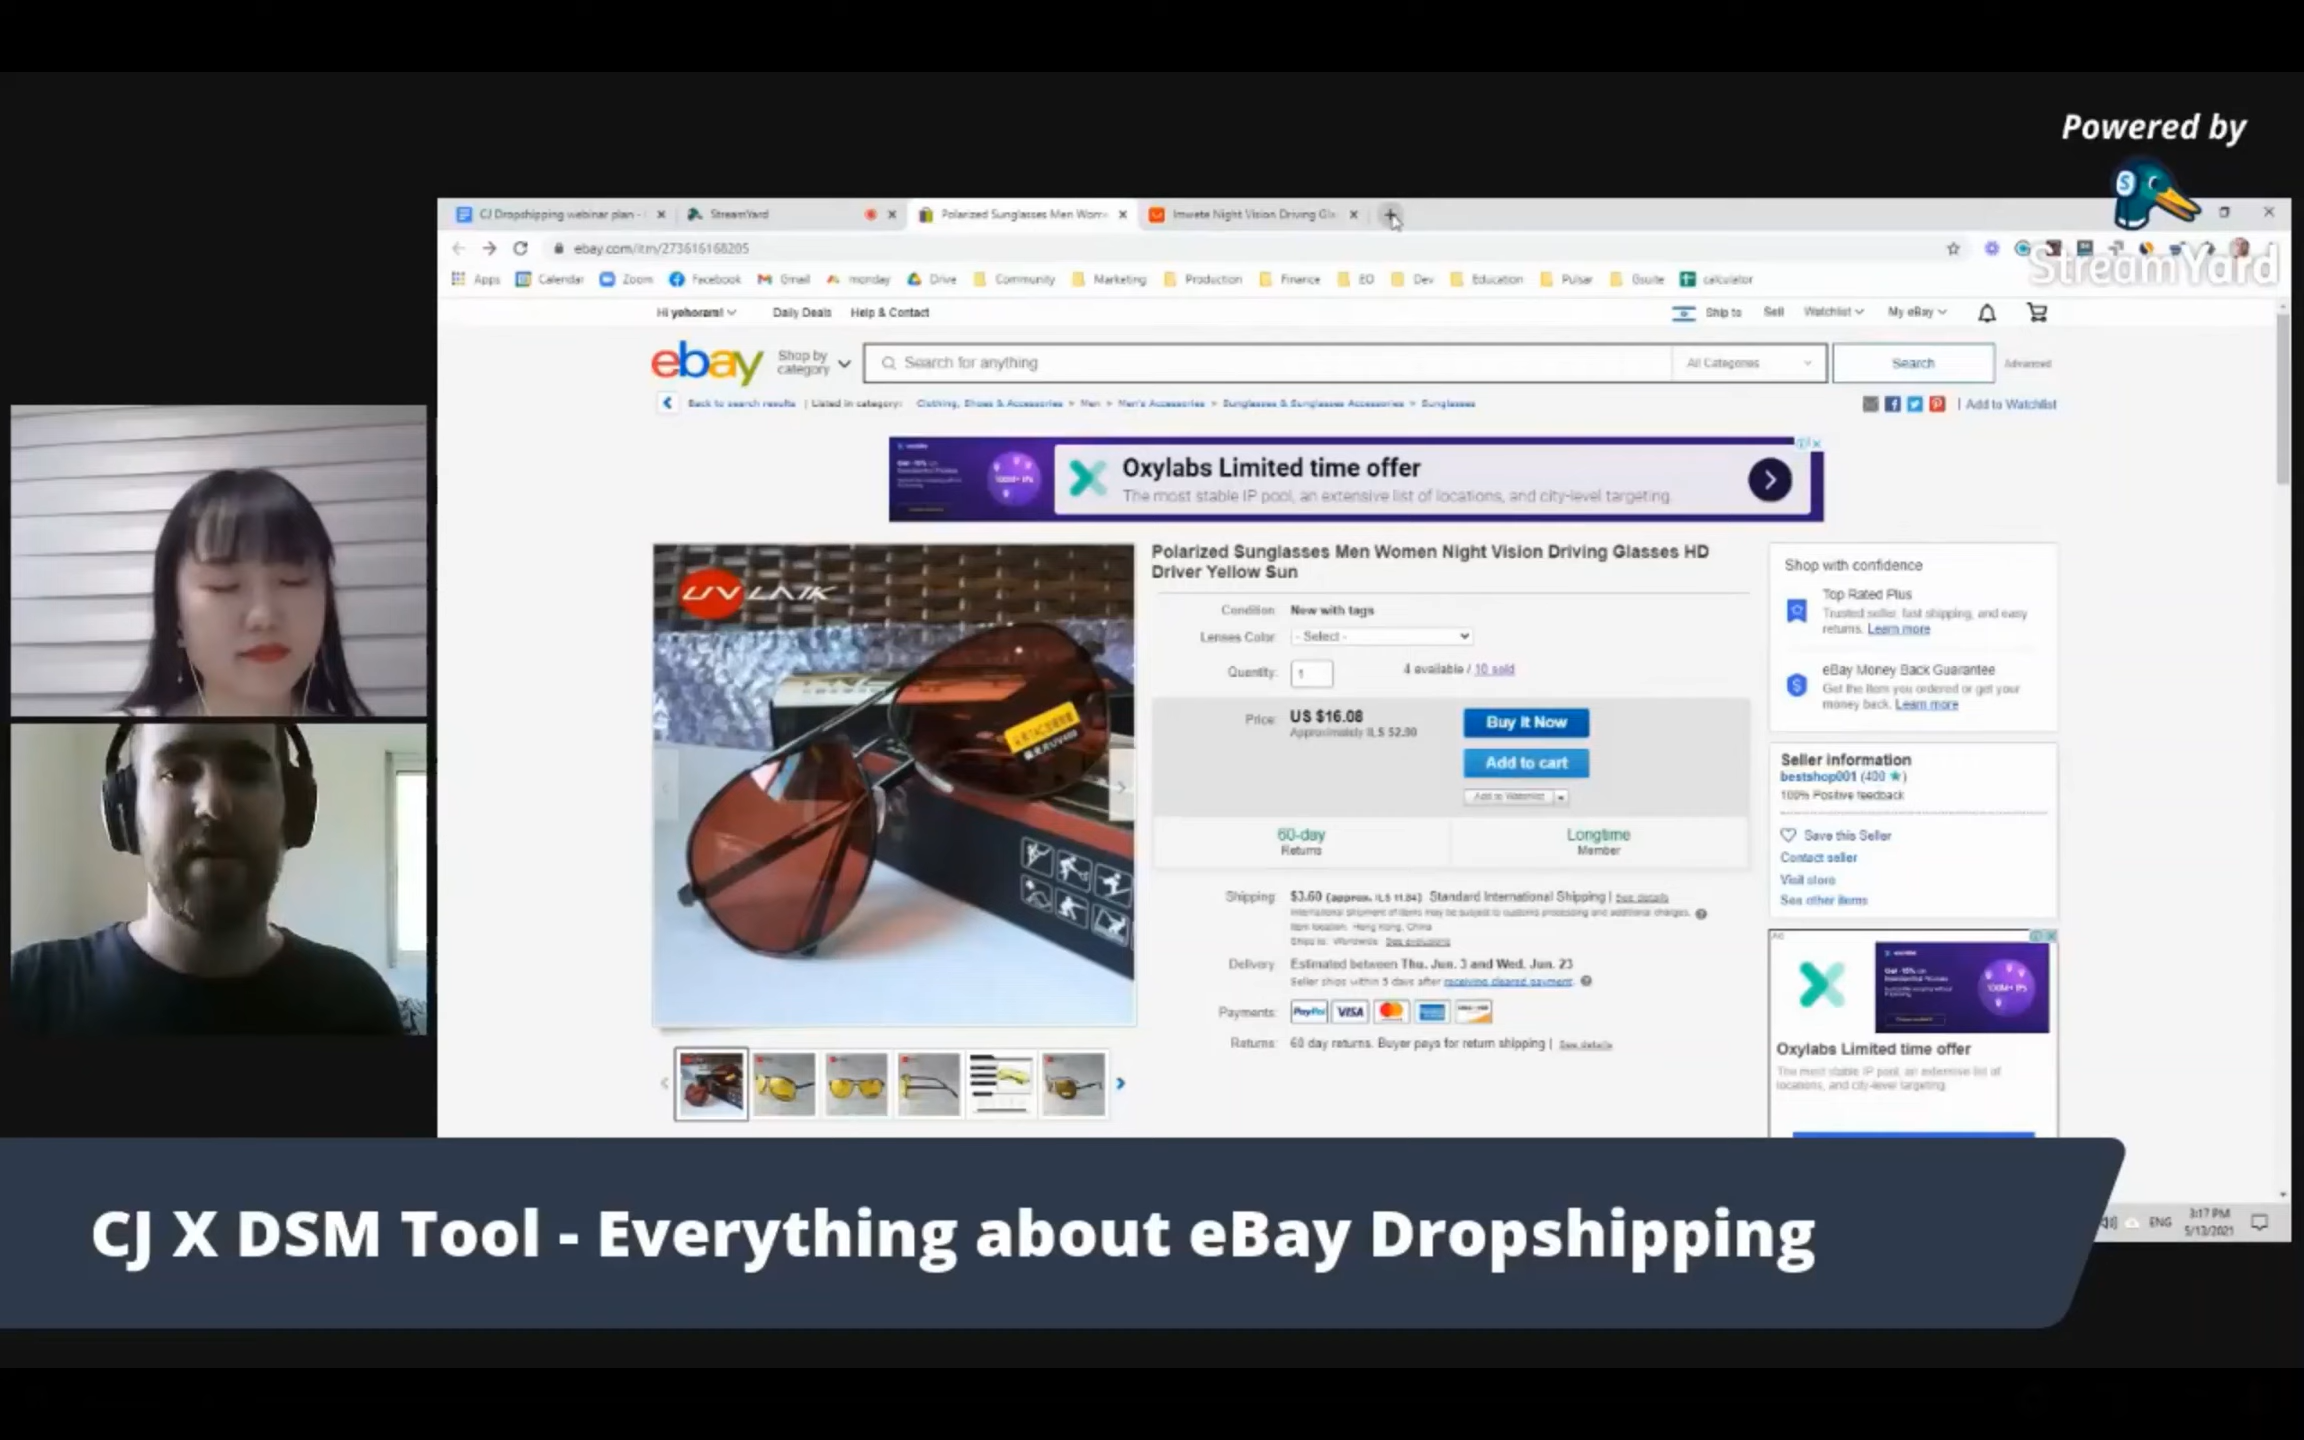 Powered by
StreamYard
CJ Dropshipping webinar plan -
StreamYard
Polarized Sunglasses Men Wom
Imwete Night Vision Driving Gl
ebay.com/itm/273616168205
Apps Calendar Zoom Facebook Gmail monday Drive Community Marketing Production Finance EO Dev Education Pulsar Gsuite calculator
Hi yehoram! Daily Deals Help & Contact
Ship to Sell Watchlist My eBay
ebay
Shop by
category
Search for anything
All Categories
Search
Advanced
Back to search results | Listed in category: Clothing, Shoes & Accessories > Men > Men's Accessories > Sunglasses & Sunglasses Accessories > Sunglasses
| Add to Watchlist
Oxylabs Limited time offer
The most stable IP pool, an extensive list of locations, and city-level targeting.
UV LAIK
Polarized Sunglasses Men Women Night Vision Driving Glasses HD
Driver Yellow Sun
Condition: New with tags
Lenses Color: - Select -
Quantity: 1 4 available / 10 sold
Price: US $16.08
Approximately ILS 52.90
Buy It Now
Add to cart
Add to Watchlist
60-day
Returns
Longtime
Member
Shipping: $3.60 (approx. ILS 11.84) Standard International Shipping | See details
International shipment of items may be subject to customs processing and additional charges.
Item location: Hong Kong, China
Ships to: Worldwide See exclusions
Delivery: Estimated between Thu. Jun. 3 and Wed. Jun. 23
Seller ships within 5 days after receiving cleared payment.
Payments: PayPal VISA
Returns: 60 day returns. Buyer pays for return shipping | See details
Shop with confidence
Top Rated Plus
Trusted seller, fast shipping, and easy
returns. Learn more
eBay Money Back Guarantee
Get the item you ordered or get your
money back. Learn more
Seller information
bestshop001 (400 ★)
100% Positive feedback
Save this Seller
Contact seller
Visit store
See other items
Ad
Oxylabs Limited time offer
The most stable IP pool, an extensive list of
locations, and city-level targeting.
CJ X DSM Tool - Everything about eBay Dropshipping
ENG
3:17 PM
5/13/2021